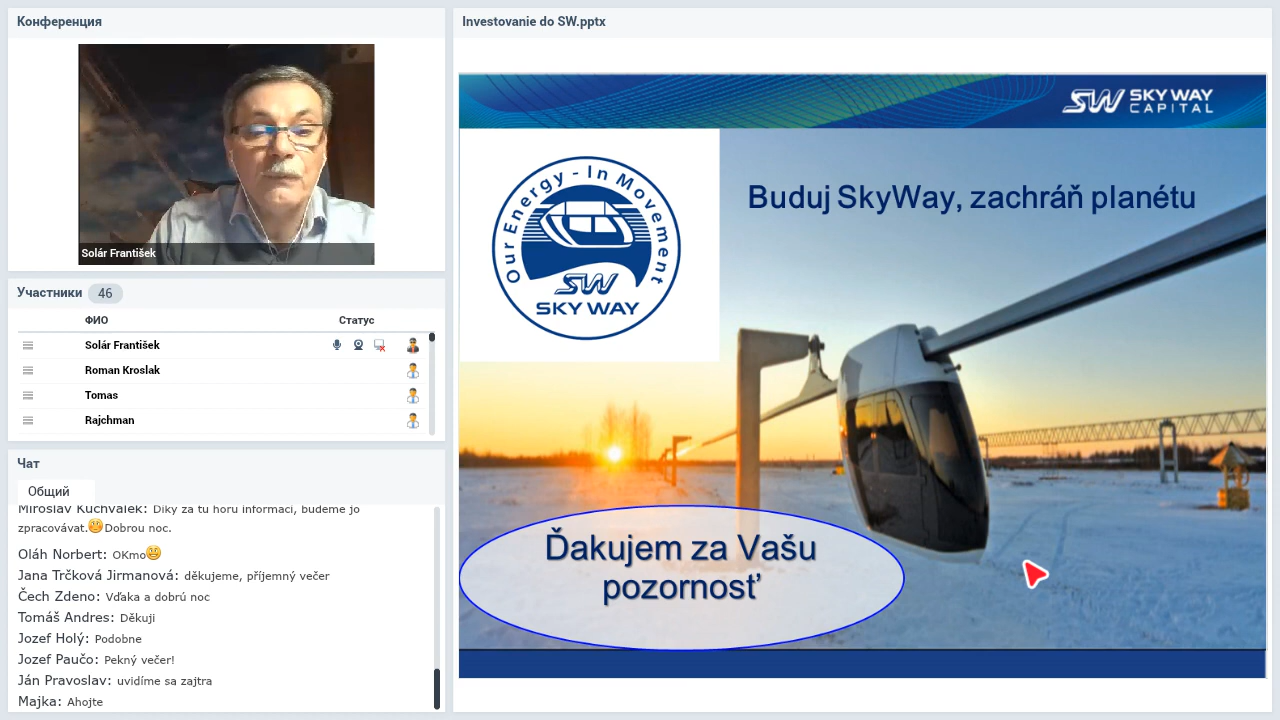 Конференция
Solár František
Участники 46
ФИО Статус
Solár František
Roman Kroslak
Tomas
Rajchman
Чат
Общий
Miroslav Kuchválek: Díky za tu horu informací, budeme jo
zpracovávat. Dobrou noc.
Oláh Norbert: OKmo
Jana Trčková Jirmanová: děkujeme, příjemný večer
Čech Zdeno: Vďaka a dobrú noc
Tomáš Andres: Děkuji
Jozef Holý: Podobne
Jozef Paučo: Pekný večer!
Ján Pravoslav: uvidíme sa zajtra
Majka: Ahojte
Investovanie do SW.pptx
SW SKY WAY
CAPITAL
Our Energy - In Movement
SW
SKY WAY
Buduj SkyWay, zachráň planétu
Ďakujem za Vašu
pozornosť